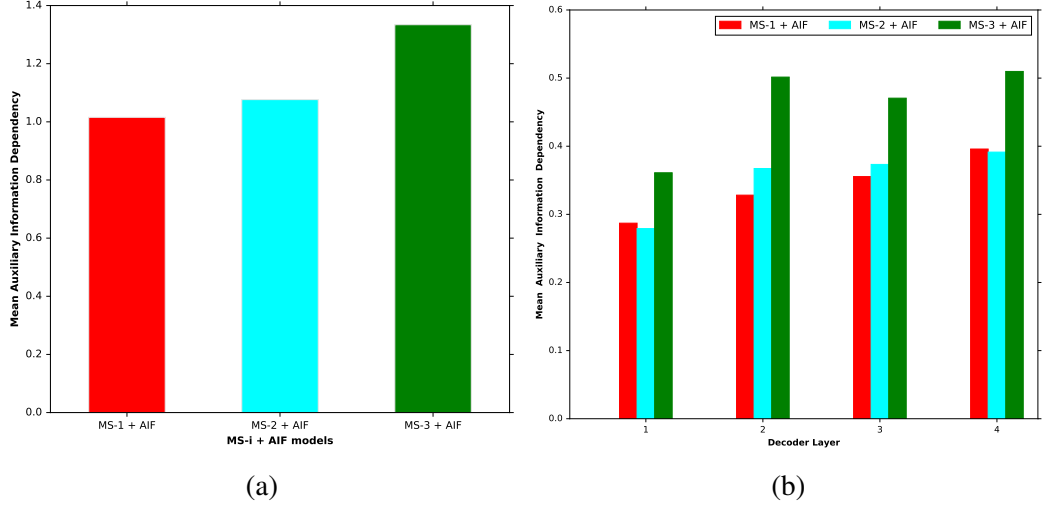 1.4
1.2
1.0
0.8
0.6
0.4
0.2
0.0
Mean Auxiliary Information Dependency
MS-1 + AIF
MS-2 + AIF
MS-3 + AIF
MS-i + AIF models
(a)
0.6
0.5
0.4
0.3
0.2
0.1
0.0
Mean Auxiliary Information Dependency
MS-1 + AIF
MS-2 + AIF
MS-3 + AIF
1
2
3
4
Decoder Layer
(b)